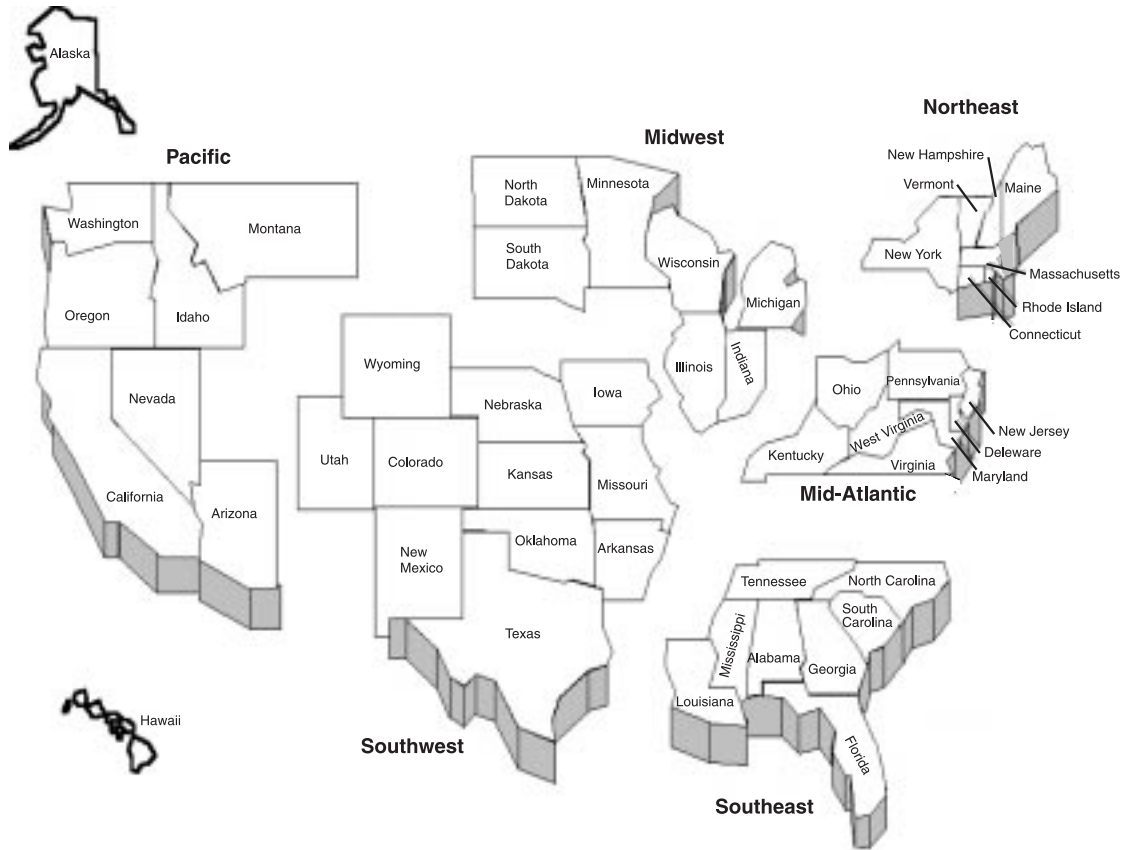 Alaska
Pacific
Washington
Montana
Oregon
Idaho
Nevada
California
Arizona
Hawaii
Midwest
North
Dakota
Minnesota
South
Dakota
Wisconsin
Michigan
Illinois
Indiana
Wyoming
Nebraska
Iowa
Utah
Colorado
Kansas
Missouri
New
Mexico
Oklahoma
Arkansas
Texas
Southwest
Northeast
New Hampshire
Vermont
Maine
New York
Massachusetts
Rhode Island
Connecticut
Ohio
Pennsylvania
New Jersey
West Virginia
Deleware
Kentucky
Virginia
Maryland
Mid-Atlantic
Tennessee
North Carolina
South
Carolina
Mississippi
Alabama
Georgia
Louisiana
Florida
Southeast